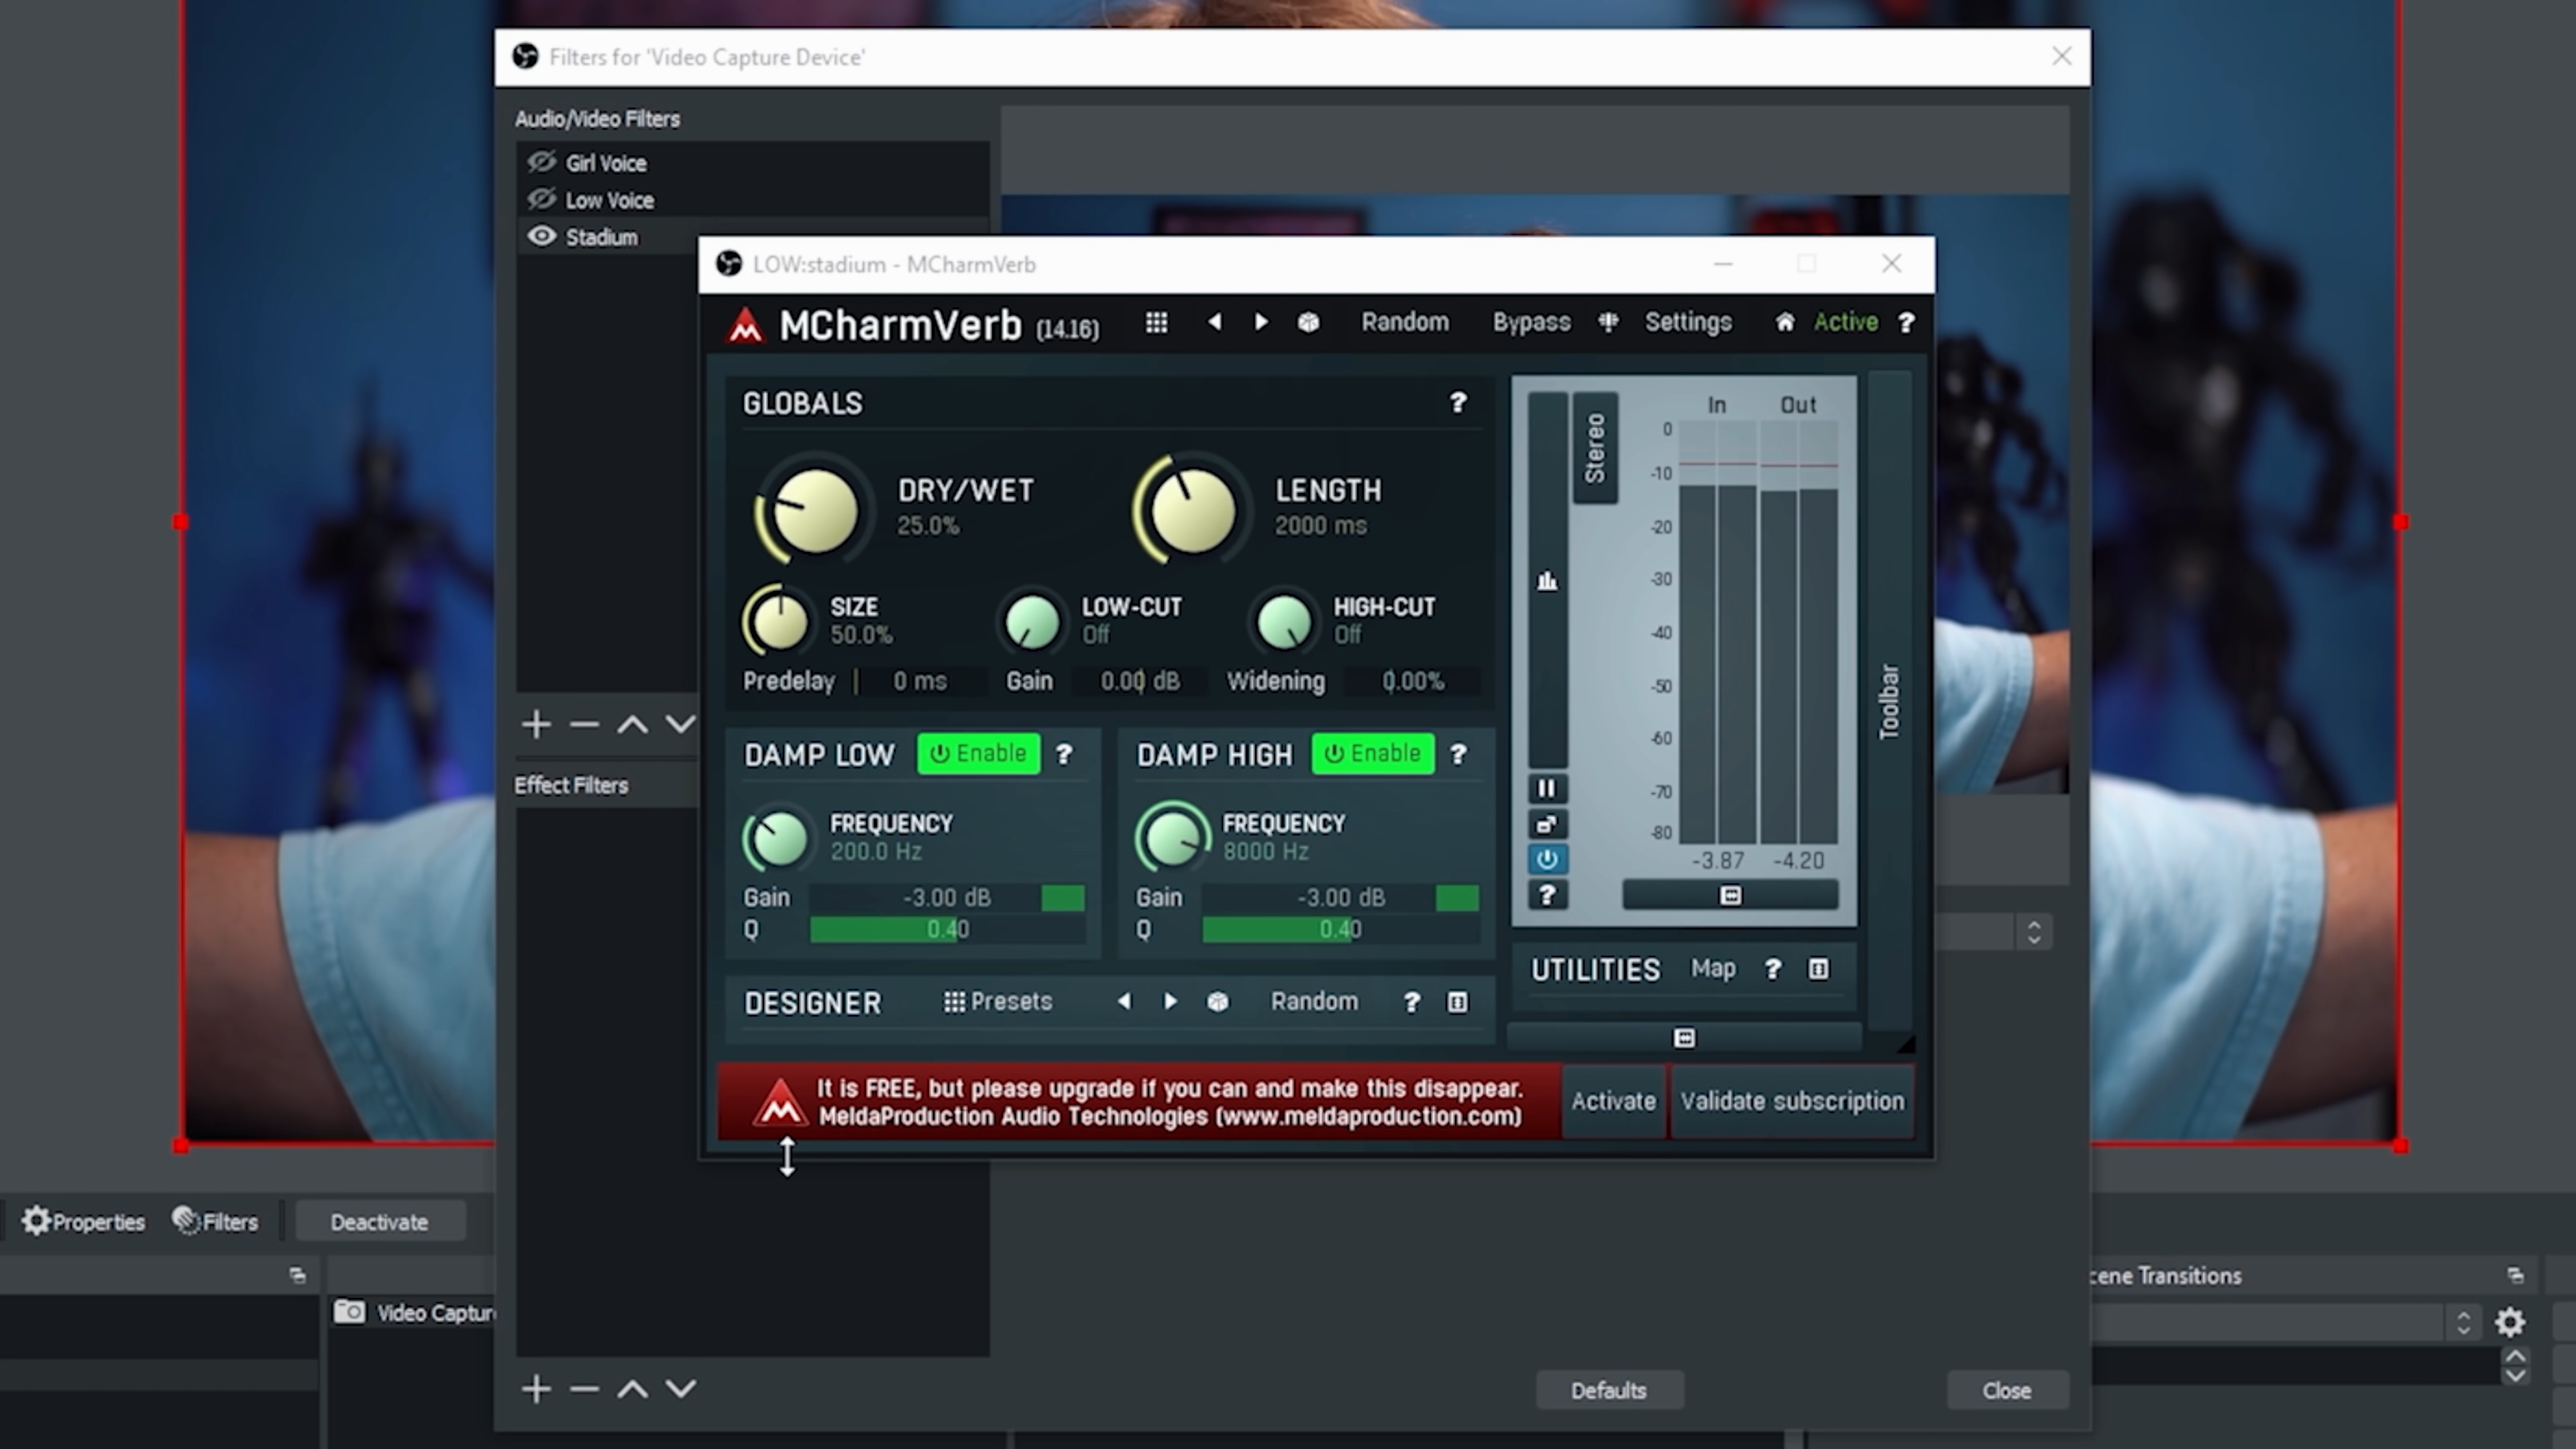 Filters for 'Video Capture Device'
Audio/Video Filters
Girl Voice
Low Voice
Stadium
LOW:stadium - MCharmVerb
MCharmVerb (14.16)
Random
Bypass
Settings
Active ?
GLOBALS ?
DRY/WET
25.0%
LENGTH
2000 ms
SIZE
50.0%
LOW-CUT
Off
HIGH-CUT
Off
Predelay 0 ms
Gain 0.00 dB
Widening 0.00%
Stereo
In Out
0
-10
-20
-30
-40
-50
-60
-70
-80
-3.87 -4.20
?
Toolbar
DAMP LOW Enable ?
FREQUENCY
200.0 Hz
Gain -3.00 dB
Q 0.40
DAMP HIGH Enable ?
FREQUENCY
8000 Hz
Gain -3.00 dB
Q 0.40
UTILITIES Map ?
DESIGNER Presets Random ?
It is FREE, but please upgrade if you can and make this disappear.
MeldaProduction Audio Technologies (www.meldaproduction.com)
Activate
Validate subscription
Effect Filters
Properties
Filters
Deactivate
Video Captur
cene Transitions
Defaults
Close